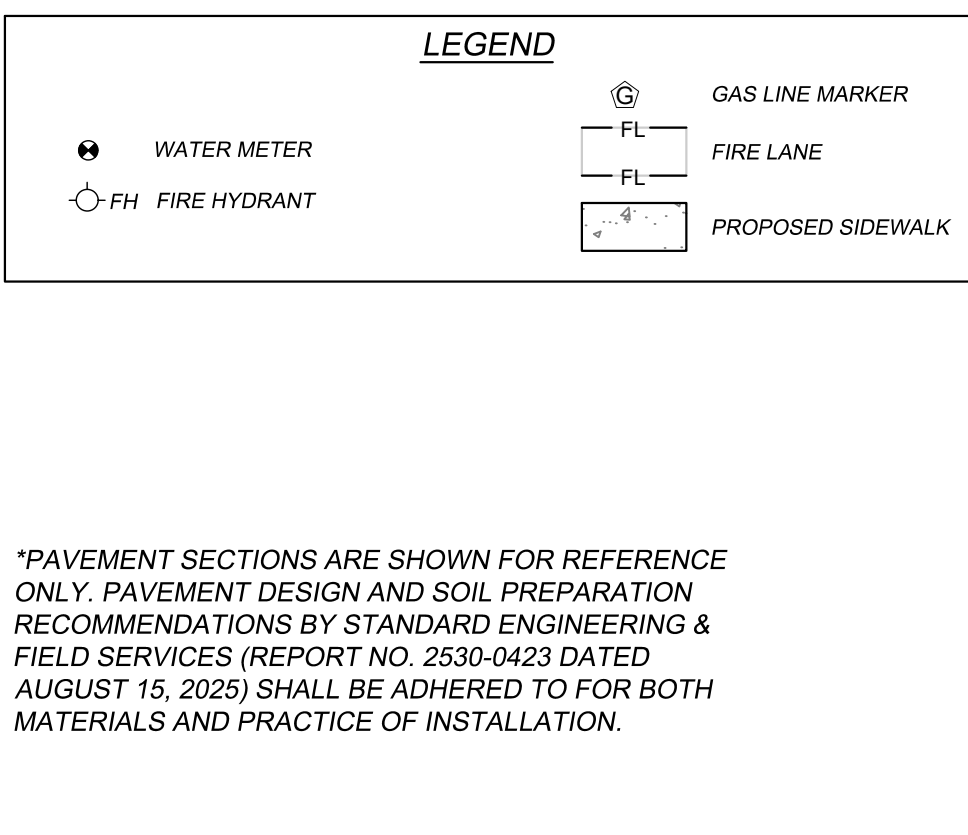 LEGEND
G GAS LINE MARKER
FL
WATER METER
FIRE LANE
FL
FH FIRE HYDRANT
PROPOSED SIDEWALK
*PAVEMENT SECTIONS ARE SHOWN FOR REFERENCE
ONLY. PAVEMENT DESIGN AND SOIL PREPARATION
RECOMMENDATIONS BY STANDARD ENGINEERING &
FIELD SERVICES (REPORT NO. 2530-0423 DATED
AUGUST 15, 2025) SHALL BE ADHERED TO FOR BOTH
MATERIALS AND PRACTICE OF INSTALLATION.